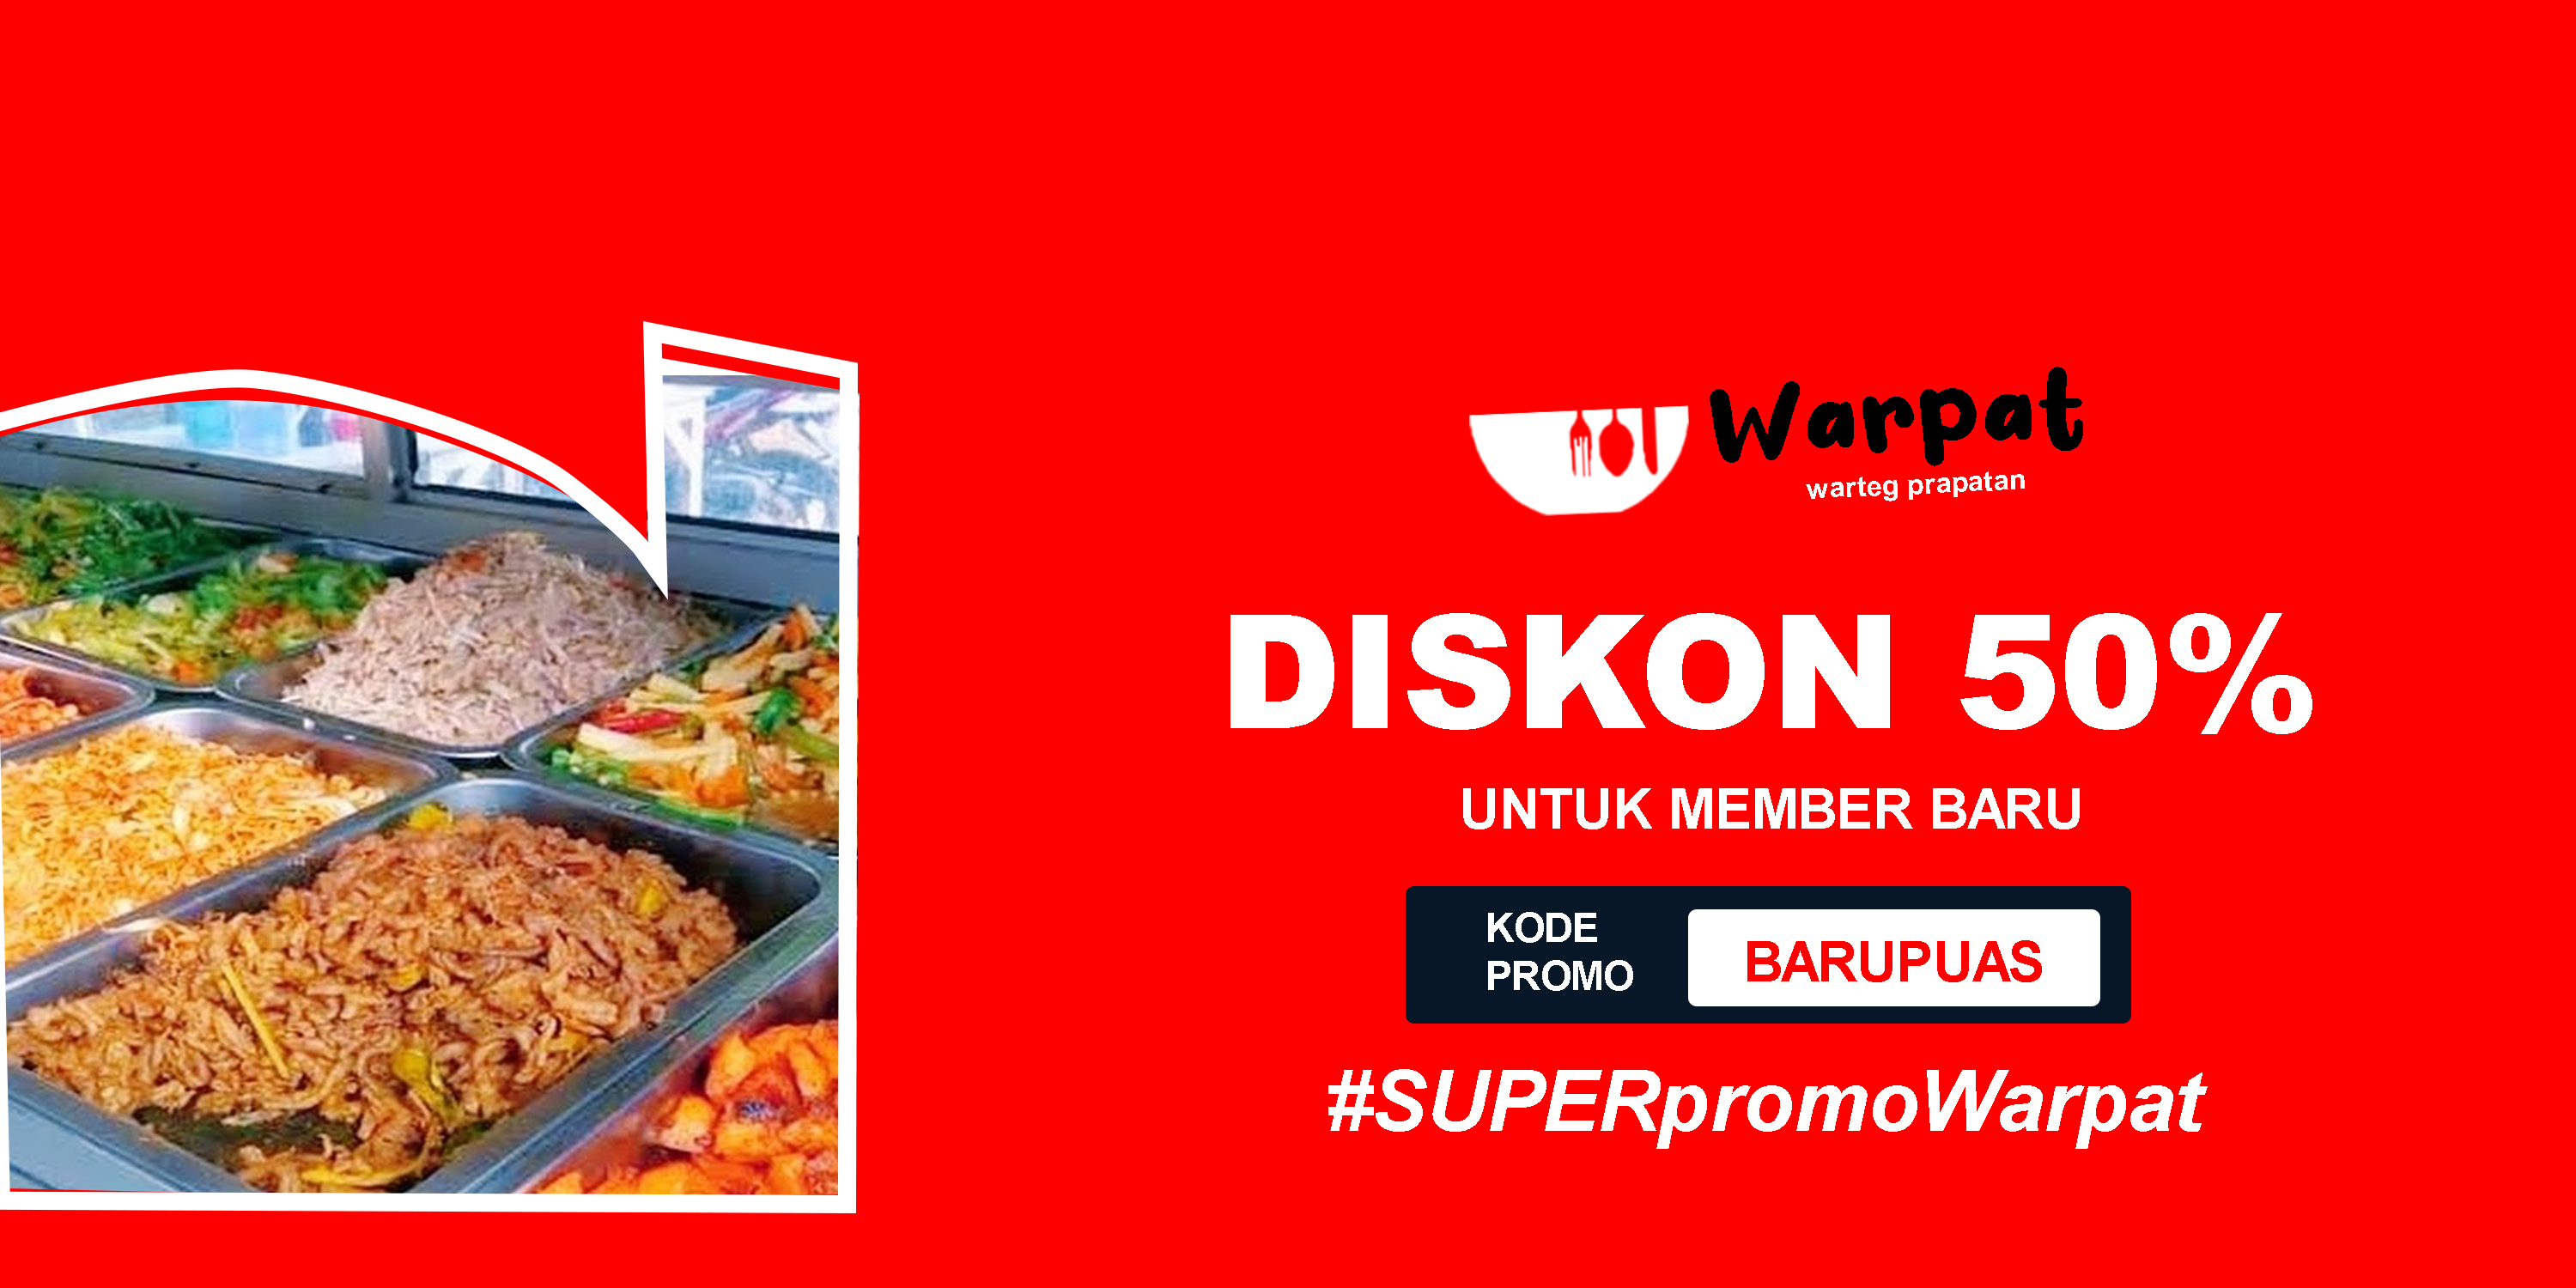 Warpat
warteg prapatan
DISKON 50%
UNTUK MEMBER BARU
KODE
PROMO
BARUPUAS
#SUPERpromoWarpat